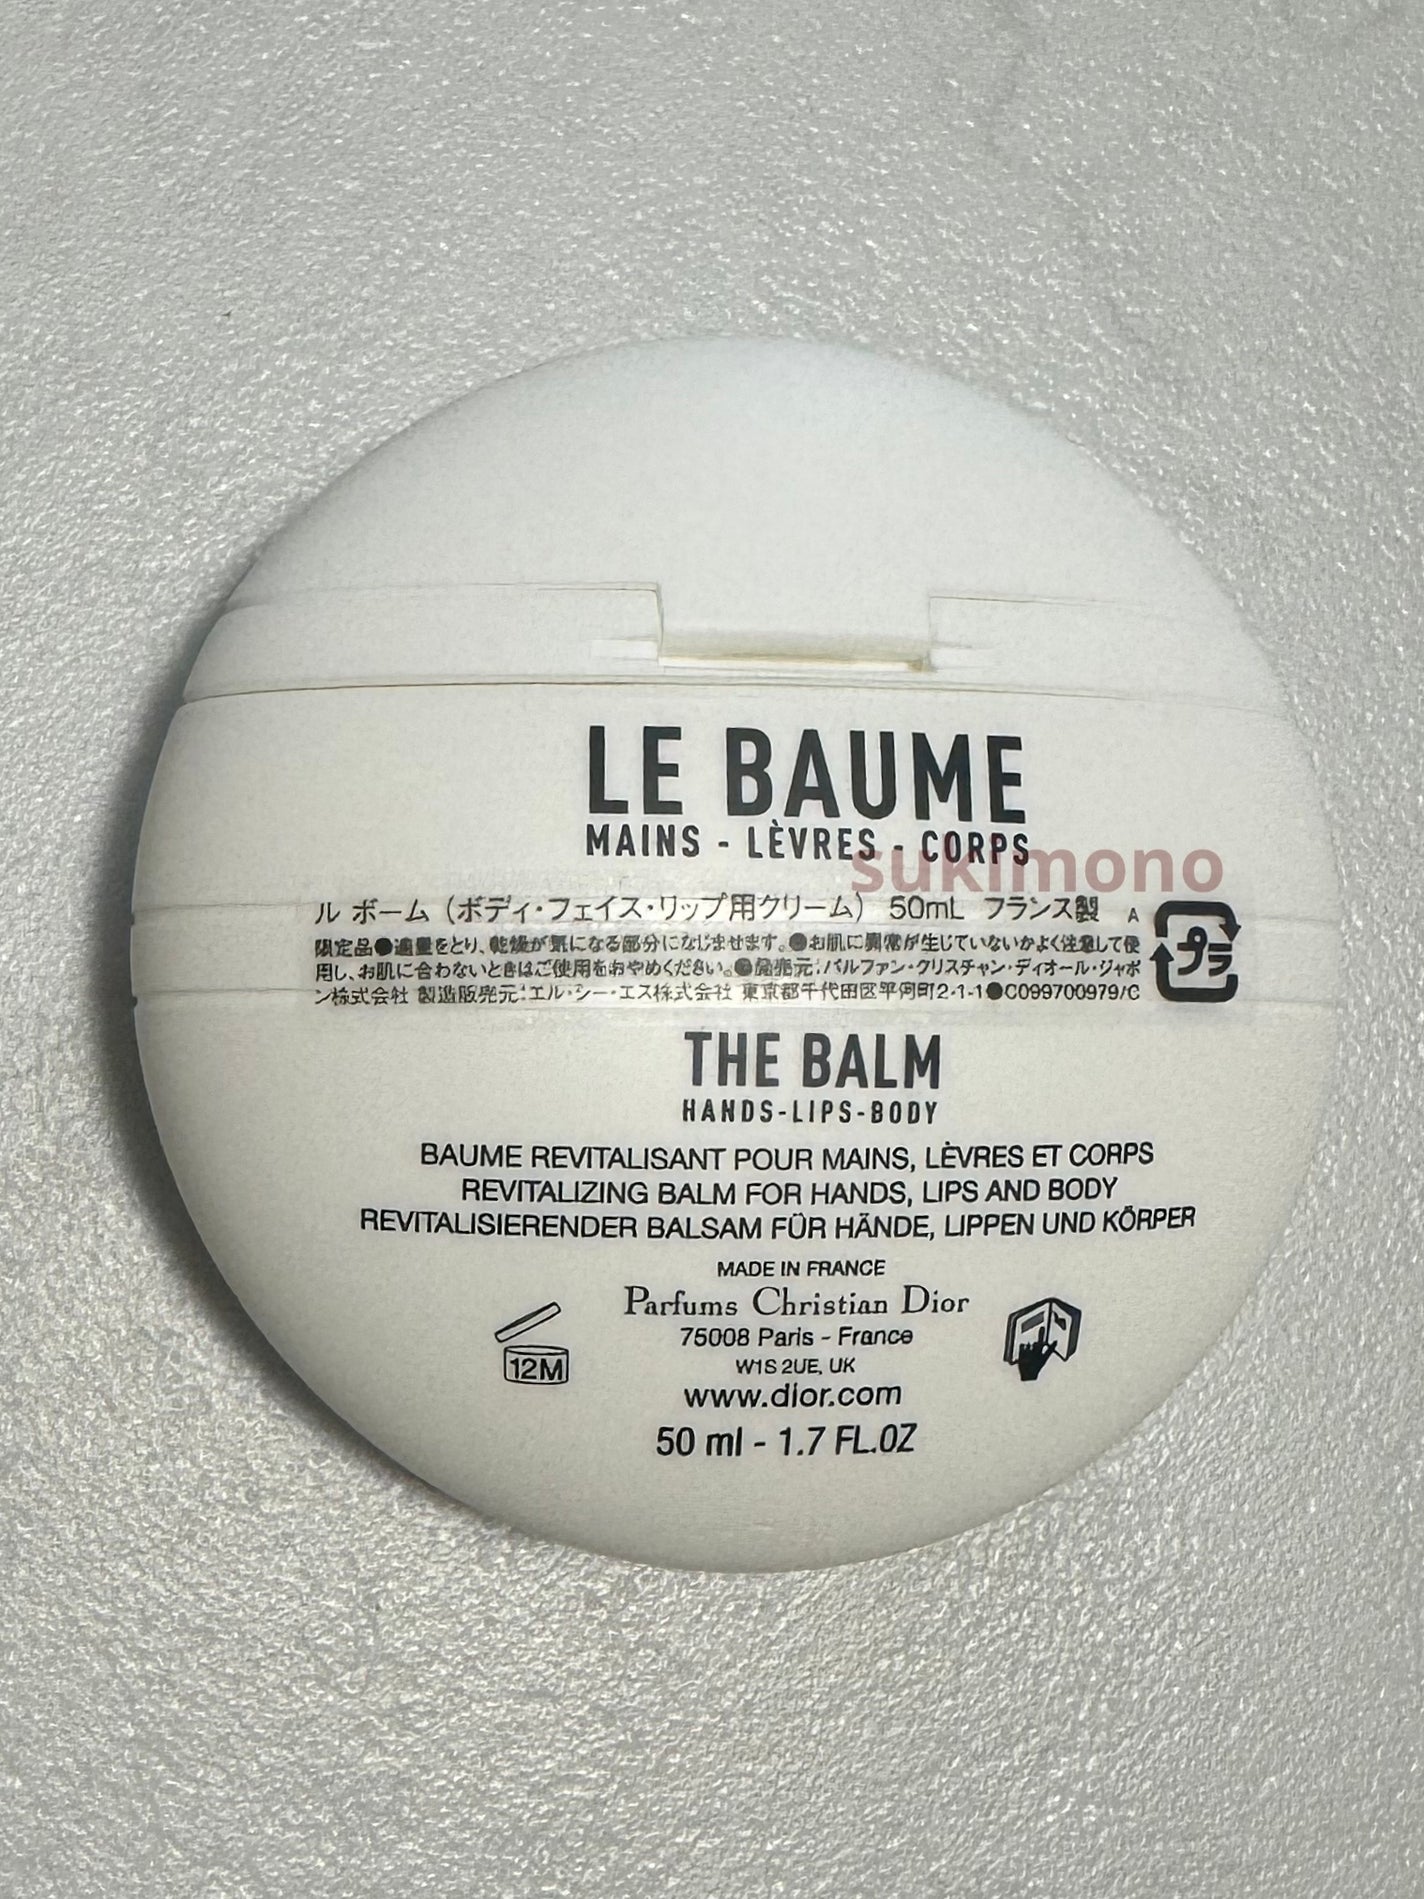 LE BAUME
MAINS - LÈVRES - CORPS
sukimono
ル ボーム（ボディ・フェイス・リップ用クリーム） 50mL フランス製 A
プラ
限定品●適量をとり、乾燥が気になる部分になじませます。●お肌に異常が生じていないかよく注意して使
用し、お肌に合わないときはご使用をおやめください。●発売元：パルファン・クリスチャン・ディオール・ジャポ
ン株式会社 製造販売元：エル・シー・エス株式会社 東京都千代田区平河町2-1-1●C099700979/C
THE BALM
HANDS-LIPS-BODY
BAUME REVITALISANT POUR MAINS, LÈVRES ET CORPS
REVITALIZING BALM FOR HANDS, LIPS AND BODY
REVITALISIERENDER BALSAM FÜR HÄNDE, LIPPEN UND KÖRPER
MADE IN FRANCE
Parfums Christian Dior
75008 Paris - France
W1S 2UE, UK
www.dior.com
12M
50 ml - 1.7 FL.OZ